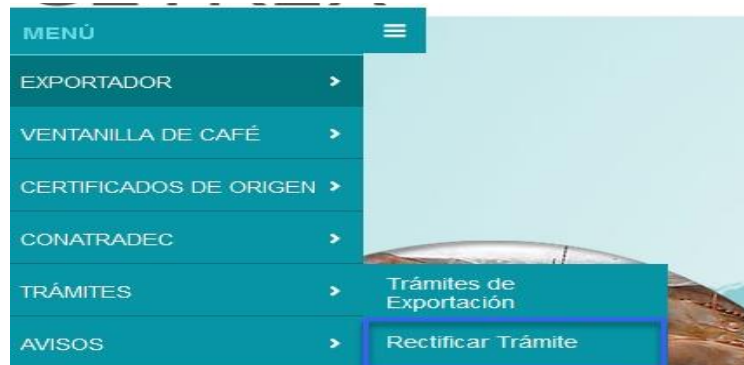 MENÚ
EXPORTADOR
VENTANILLA DE CAFÉ
CERTIFICADOS DE ORIGEN
CONATRADEC
TRÁMITES
Trámites de
Exportación
AVISOS
Rectificar Trámite